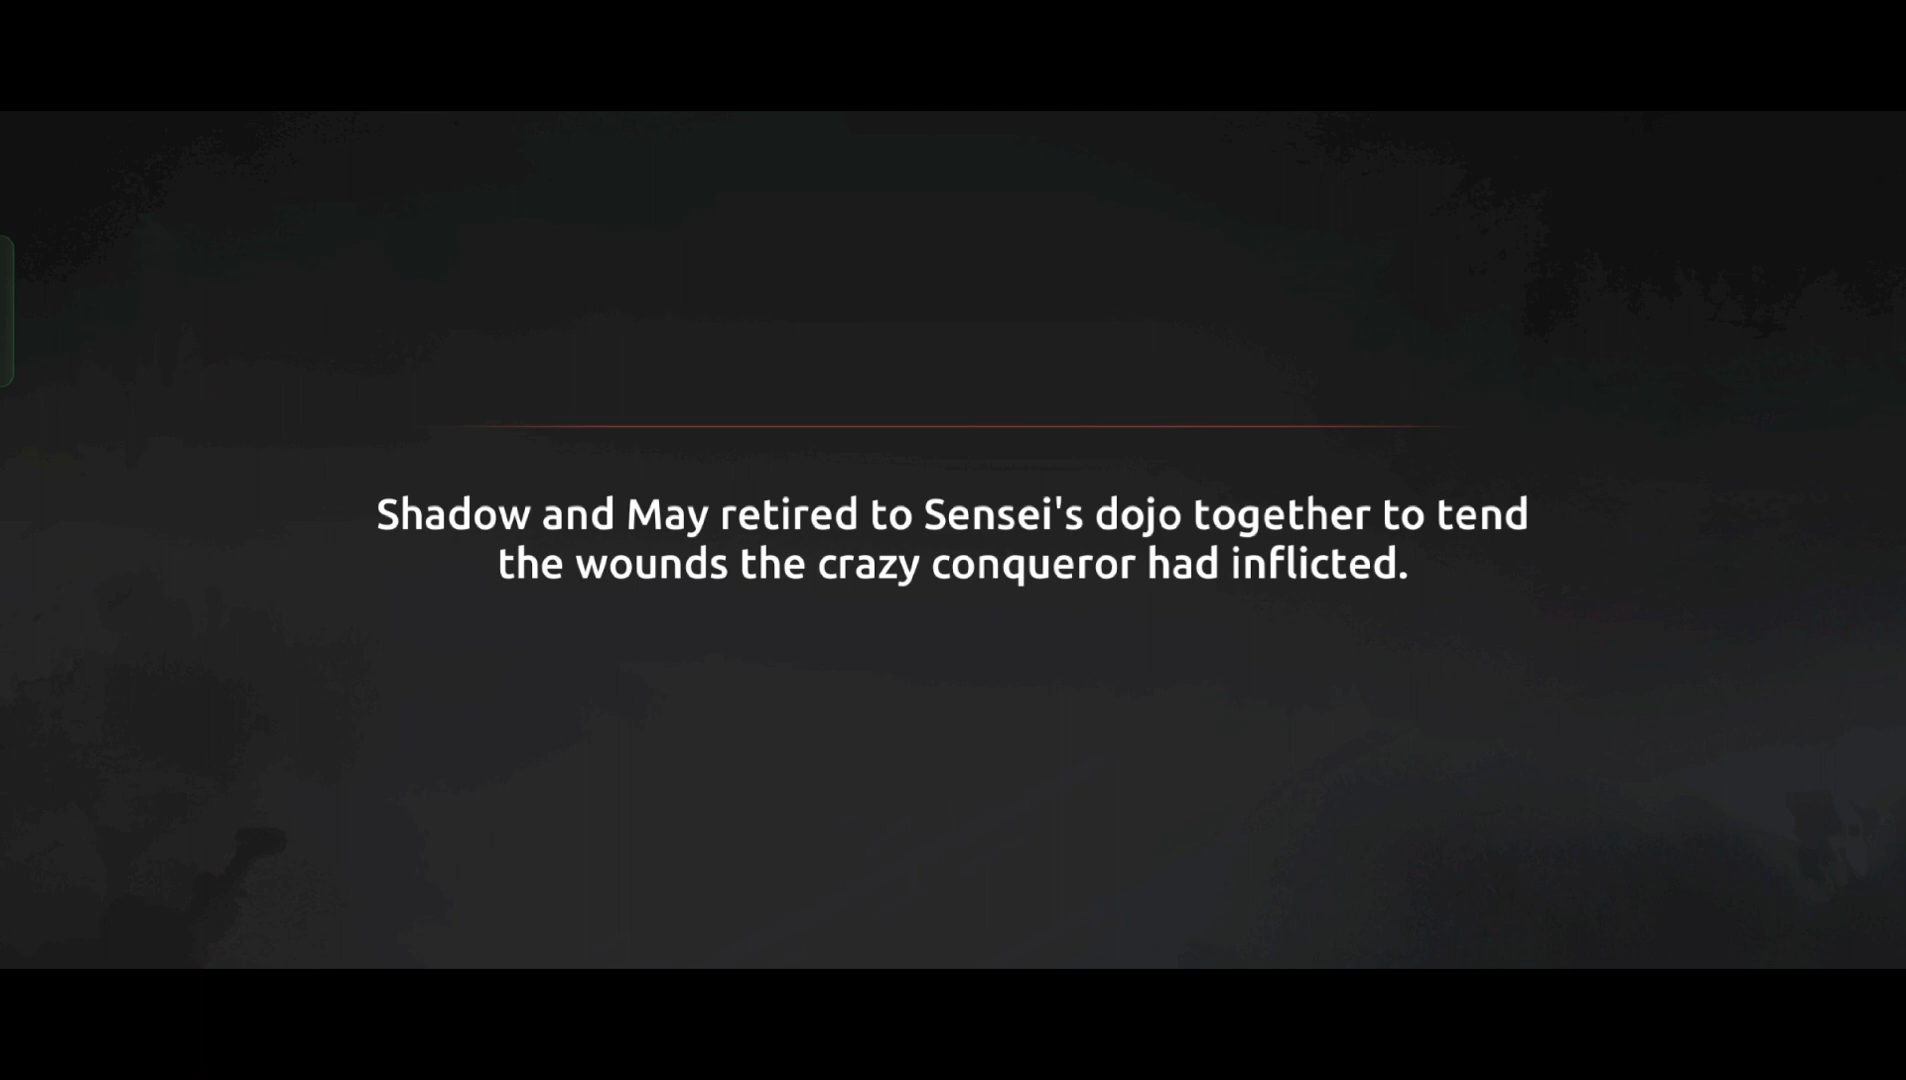 Shadow and May retired to Sensei's dojo together to tend
the wounds the crazy conqueror had inflicted.